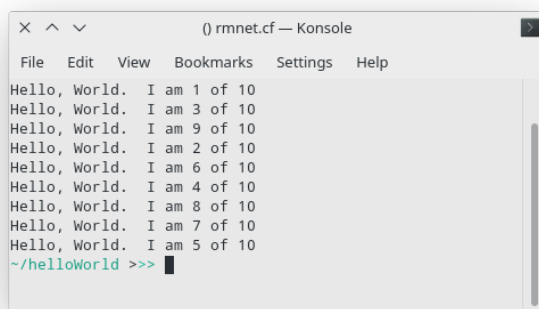 () rmnet.cf — Konsole
File Edit View Bookmarks Settings Help
Hello, World.  I am 1 of 10
Hello, World.  I am 3 of 10
Hello, World.  I am 9 of 10
Hello, World.  I am 2 of 10
Hello, World.  I am 6 of 10
Hello, World.  I am 4 of 10
Hello, World.  I am 8 of 10
Hello, World.  I am 7 of 10
Hello, World.  I am 5 of 10
~/helloWorld >>>